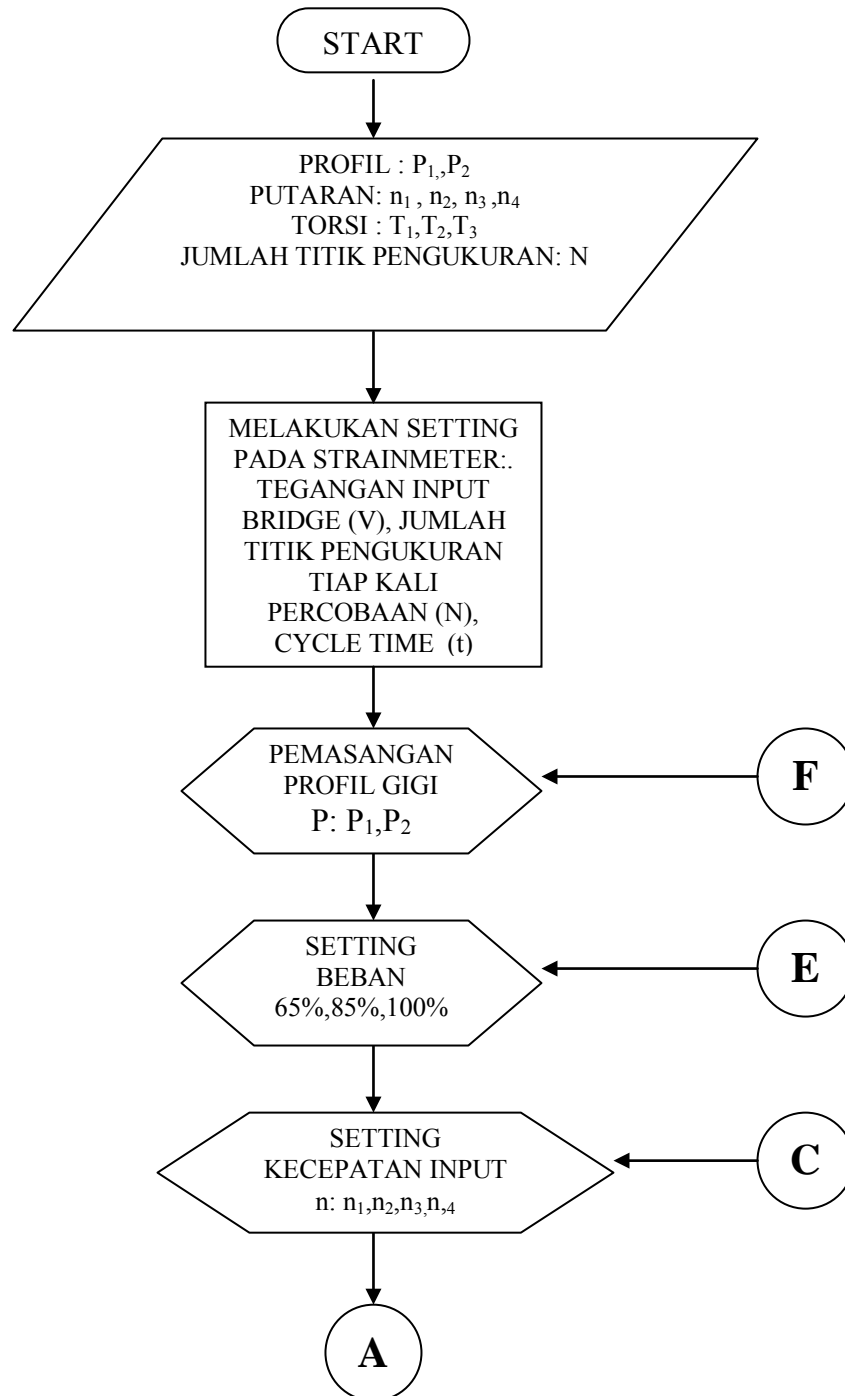 START
PROFIL : P₁,,P₂
PUTARAN: n₁ , n₂, n₃ ,n₄
TORSI : T₁,T₂,T₃
JUMLAH TITIK PENGUKURAN: N
MELAKUKAN SETTING
PADA STRAINMETER:.
TEGANGAN INPUT
BRIDGE (V), JUMLAH
TITIK PENGUKURAN
TIAP KALI
PERCOBAAN (N),
CYCLE TIME (t)
PEMASANGAN
PROFIL GIGI
P: P₁,P₂
F
SETTING
BEBAN
65%,85%,100%
E
SETTING
KECEPATAN INPUT
n: n₁,n₂,n₃,n,₄
C
A